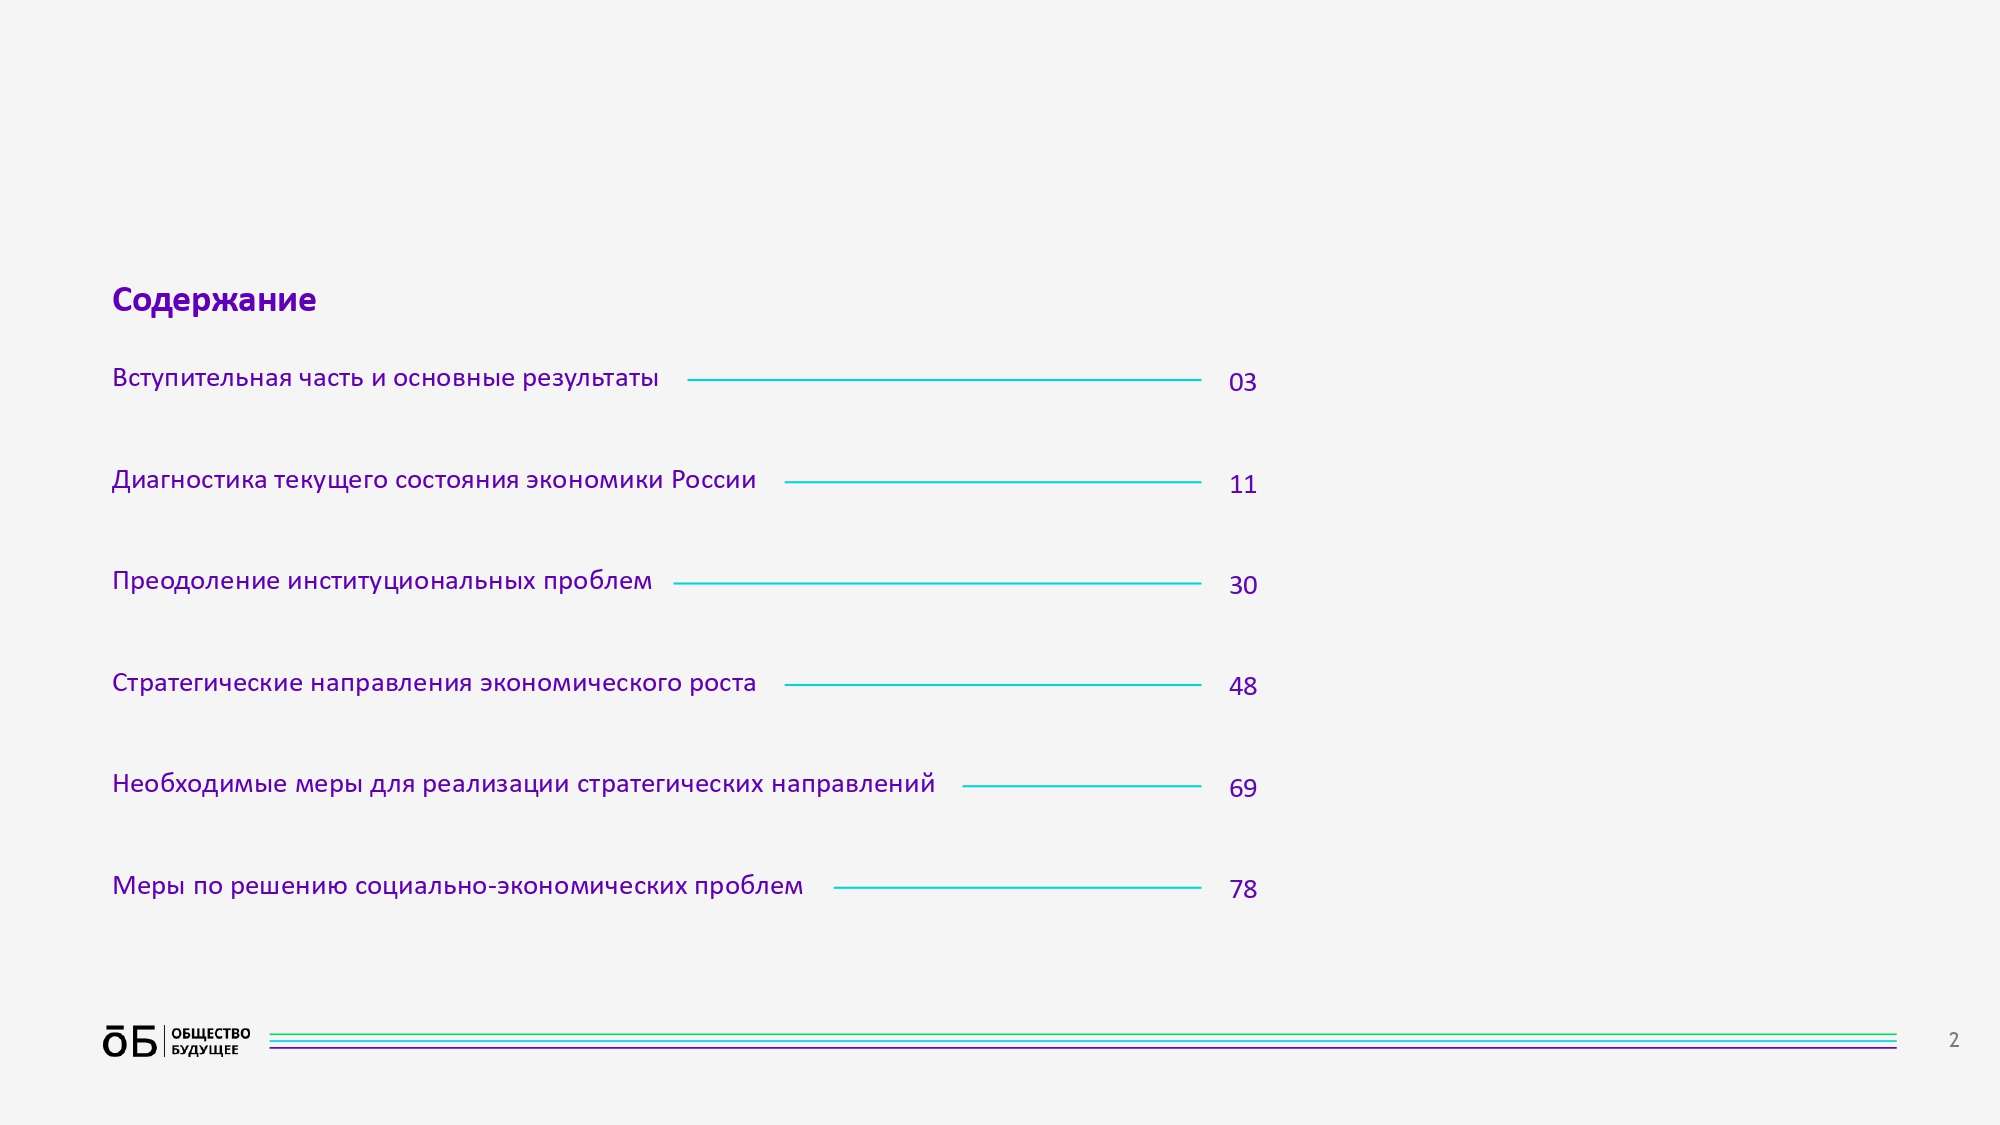 Содержание
Вступительная часть и основные результаты 03
Диагностика текущего состояния экономики России 11
Преодоление институциональных проблем 30
Стратегические направления экономического роста 48
Необходимые меры для реализации стратегических направлений 69
Меры по решению социально-экономических проблем 78
ōБ ОБЩЕСТВО
БУДУЩЕЕ
2